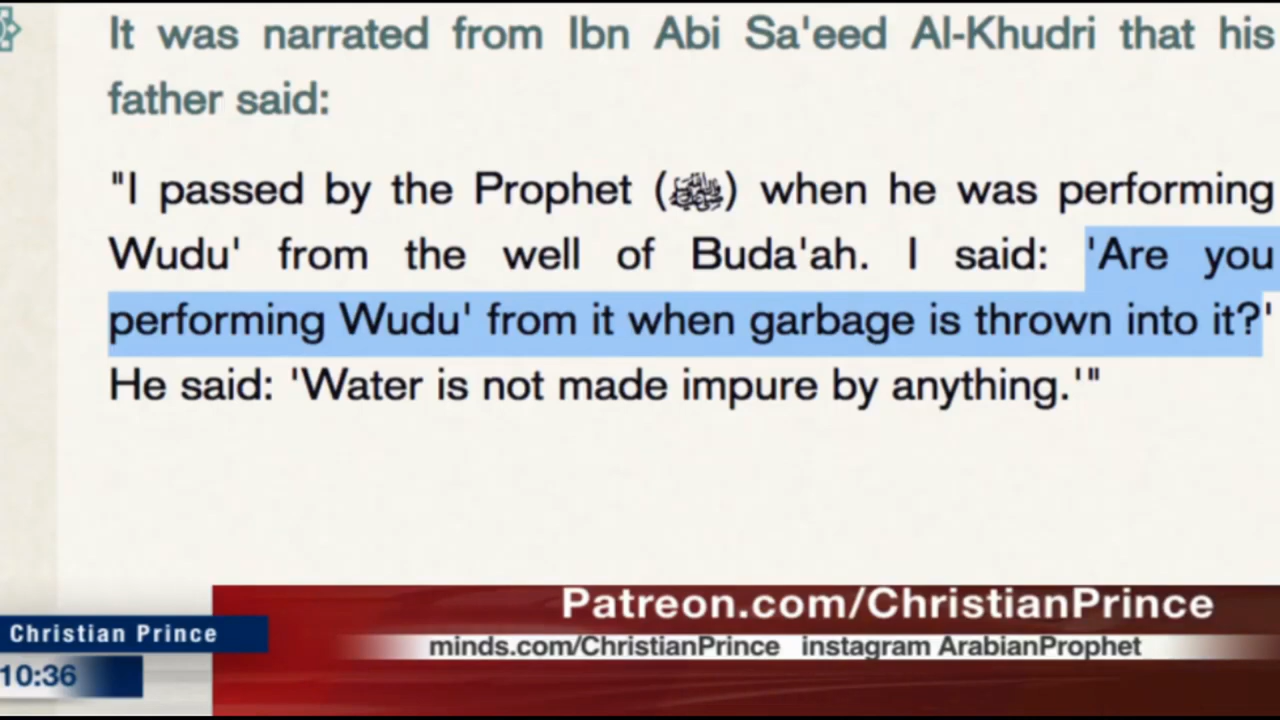 It was narrated from Ibn Abi Sa'eed Al-Khudri that his
father said:
"I passed by the Prophet (ﷺ) when he was performing
Wudu' from the well of Buda'ah. I said: 'Are you
performing Wudu' from it when garbage is thrown into it?'
He said: 'Water is not made impure by anything.'"
Patreon.com/ChristianPrince
Christian Prince
minds.com/ChristianPrince instagram ArabianProphet
10:36